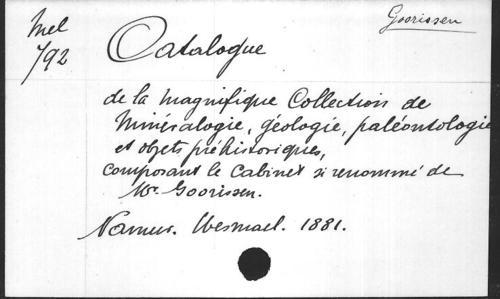 Mel
792
Goorissen
Catalogue
de la magnifique Collection de
Minéralogie, géologie, paléontologie
et objets préhistoriques,
composant le Cabinet si renommé de
Mr. Goorissen.
Namur. Wesmael. 1881.